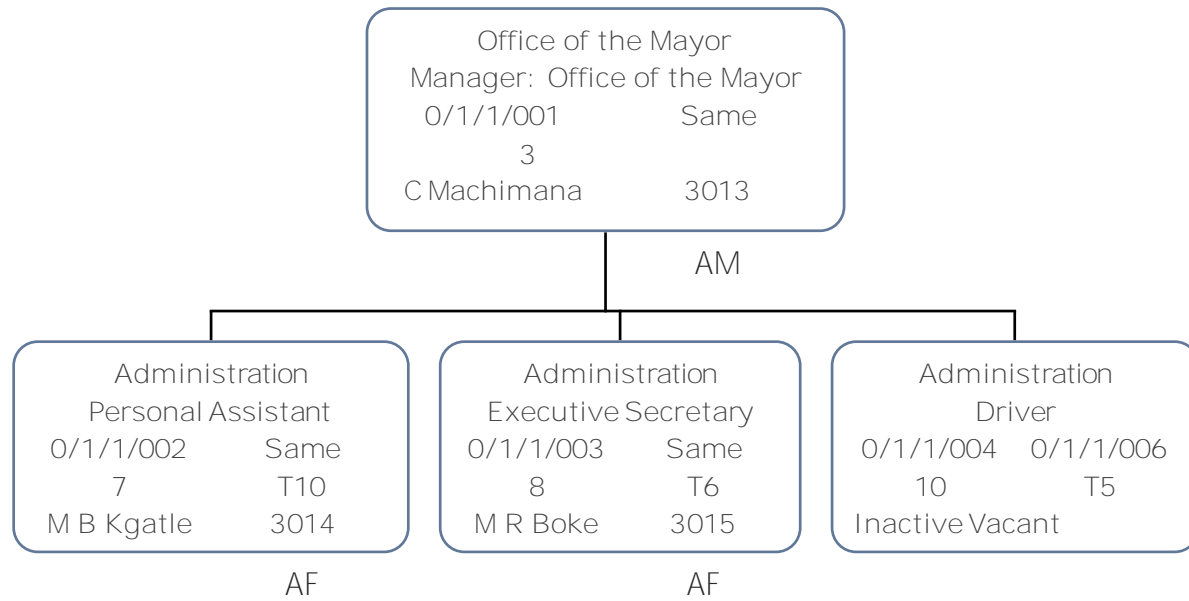 Office of the Mayor
Manager: Office of the Mayor
0/1/1/001 Same
3
C Machimana 3013
AM
Administration
Personal Assistant
0/1/1/002 Same
7 T10
M B Kgatle 3014
AF
Administration
Executive Secretary
0/1/1/003 Same
8 T6
M R Boke 3015
AF
Administration
Driver
0/1/1/004 0/1/1/006
10 T5
Inactive Vacant